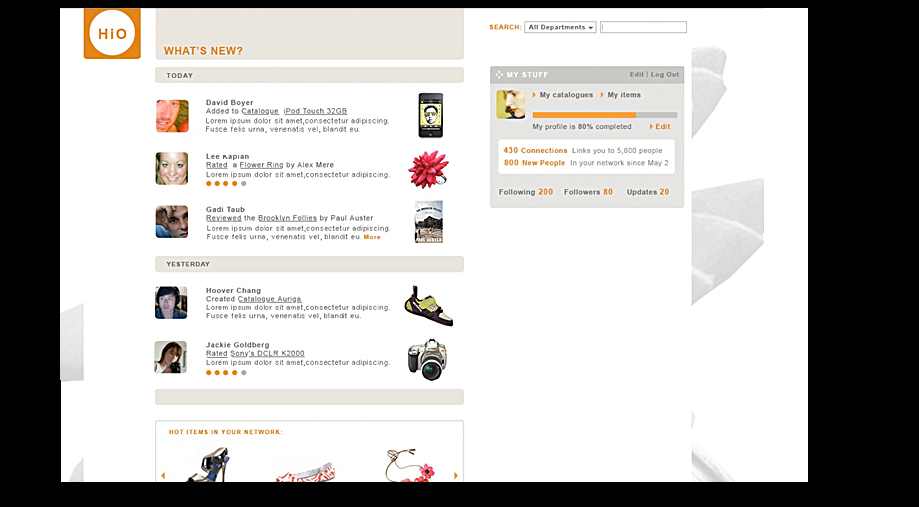 HiO
WHAT'S NEW?
SEARCH: All Departments
TODAY
David Boyer
Added to Catalogue iPod Touch 32GB
Lorem ipsum dolor sit amet,consectetur adipiscing.
Fusce felis urna, venenatis vel, blandit eu.
Lee Kaplan
Rated a Flower Ring by Alex Mere
Lorem ipsum dolor sit amet,consectetur adipiscing.
Gadi Taub
Reviewed the Brooklyn Follies by Paul Auster
Lorem ipsum dolor sit amet,consectetur adipiscing.
Fusce felis urna, venenatis vel, blandit eu. More
PAUL AUSTER
YESTERDAY
Hoover Chang
Created Catalogue Auriga
Lorem ipsum dolor sit amet,consectetur adipiscing.
Fusce felis urna, venenatis vel, blandit eu.
Jackie Goldberg
Rated Sony's DCLR K2000
Lorem ipsum dolor sit amet,consectetur adipiscing.
HOT ITEMS IN YOUR NETWORK:
MY STUFF Edit | Log Out
My catalogues My items
My profile is 80% completed Edit
430 Connections Links you to 5,800 people
800 New People In your network since May 2
Following 200 Followers 80 Updates 20